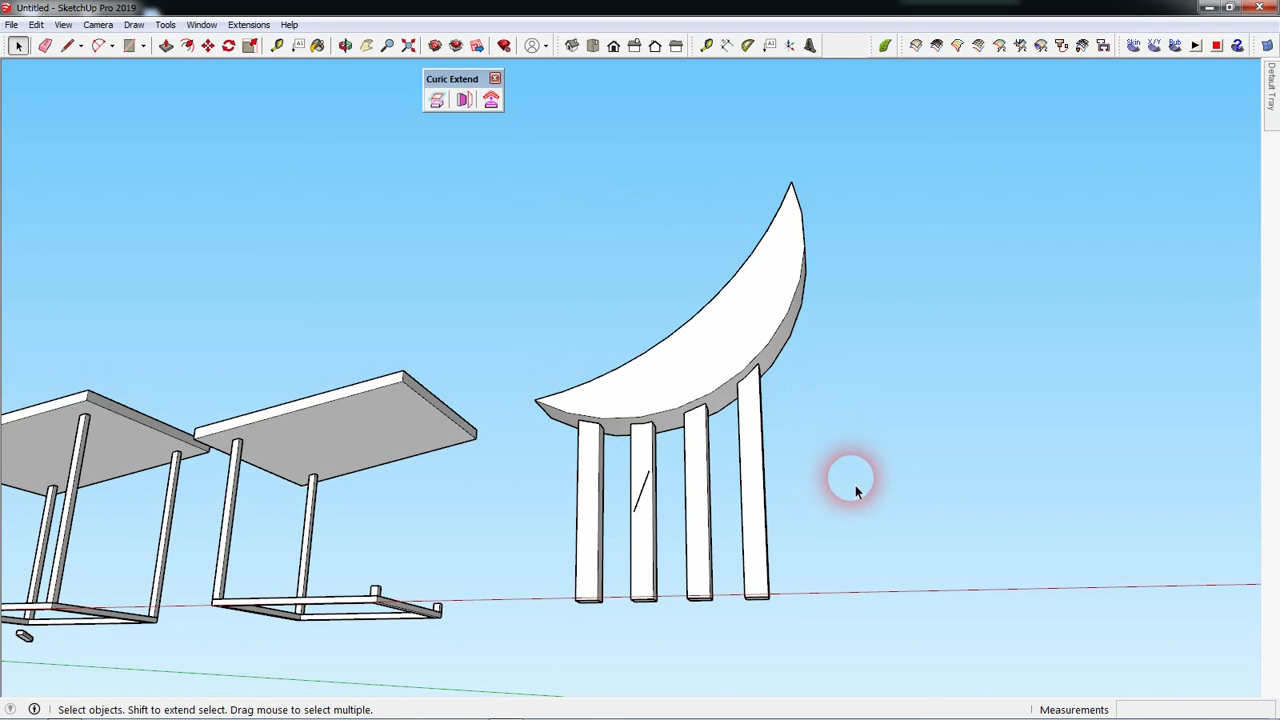 Untitled - SketchUp Pro 2019
File Edit View Camera Draw Tools Window Extensions Help
Curic Extend
Default Tray
Select objects. Shift to extend select. Drag mouse to select multiple.
Measurements